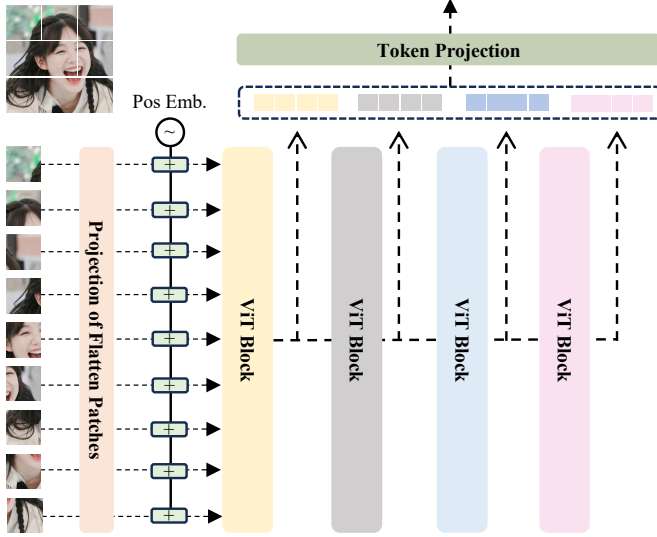 Token Projection
Pos Emb.
~
+
+
+
+
+
+
+
+
+
Projection of Flatten Patches
ViT Block
ViT Block
ViT Block
ViT Block